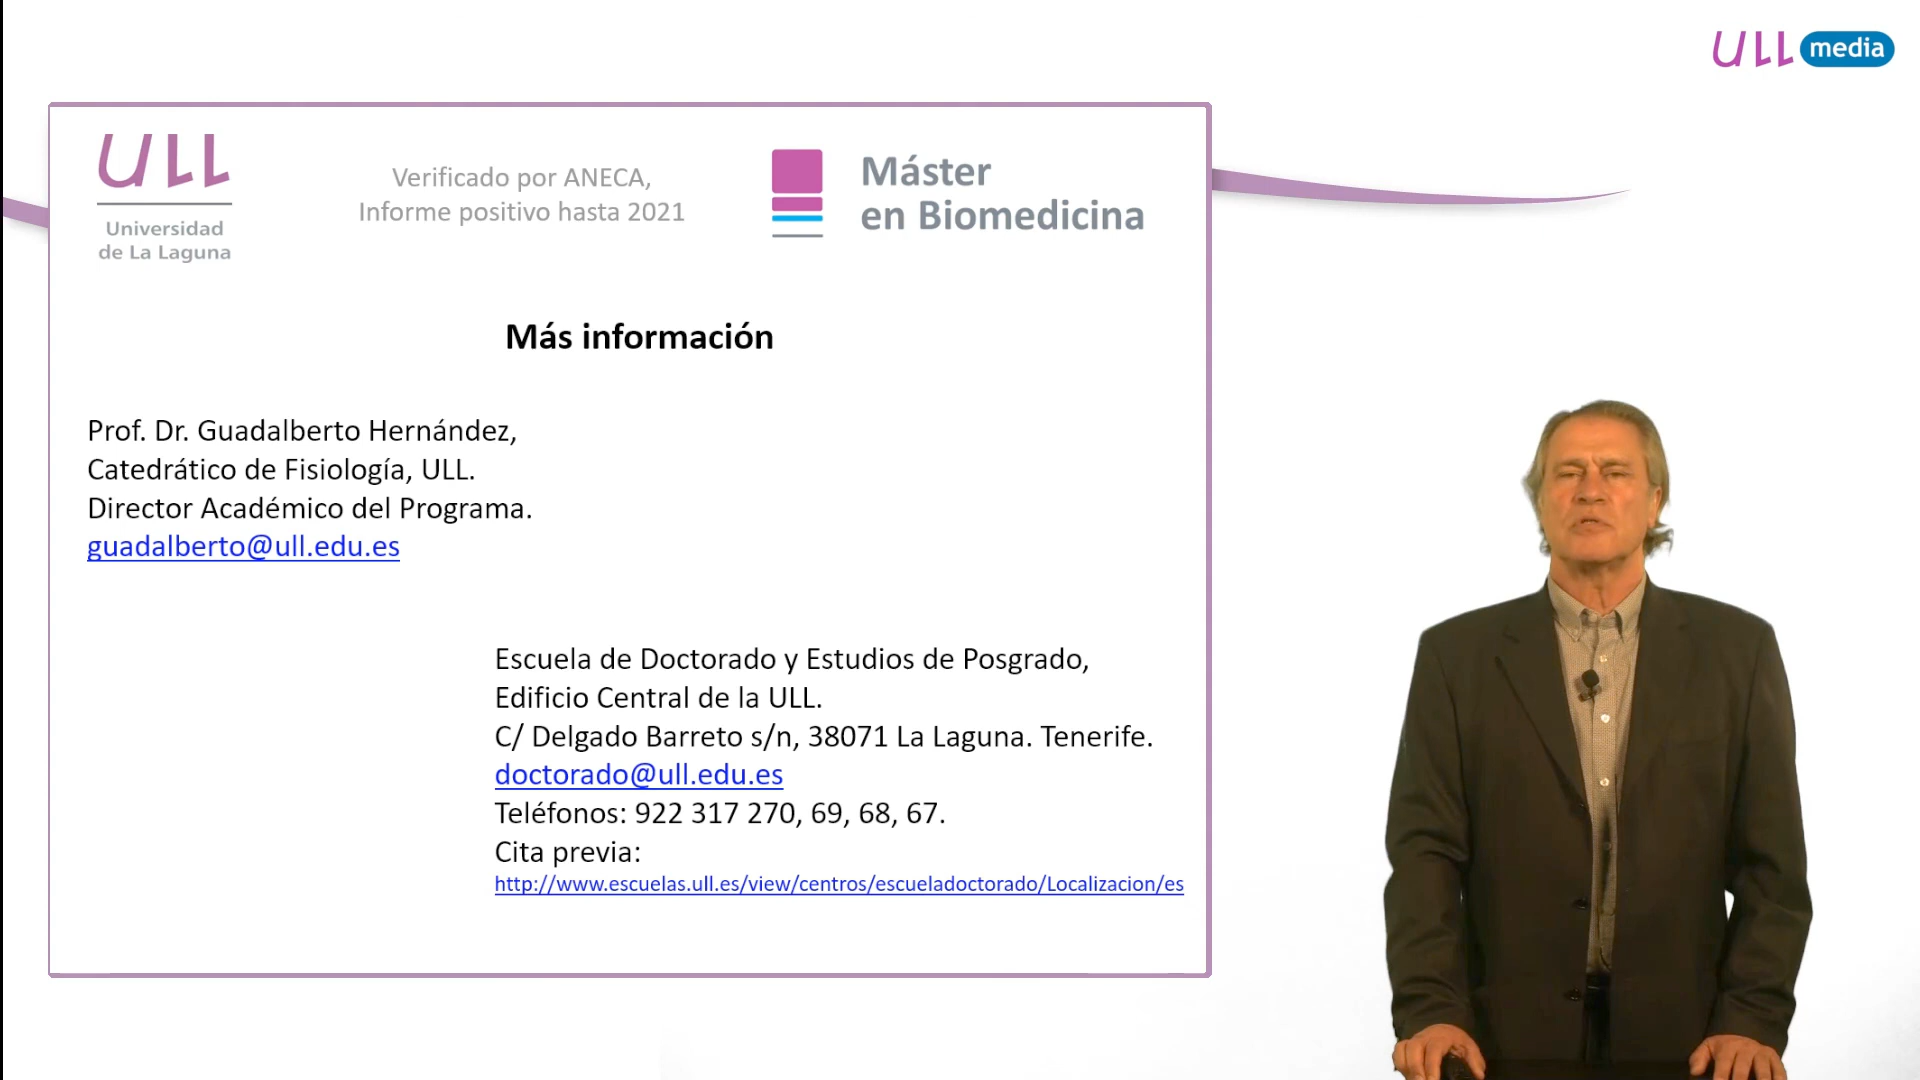 ULL media
ULL
Universidad
de La Laguna
Verificado por ANECA,
Informe positivo hasta 2021
Máster
en Biomedicina
Más información
Prof. Dr. Guadalberto Hernández,
Catedrático de Fisiología, ULL.
Director Académico del Programa.
guadalberto@ull.edu.es
Escuela de Doctorado y Estudios de Posgrado,
Edificio Central de la ULL.
C/ Delgado Barreto s/n, 38071 La Laguna. Tenerife.
doctorado@ull.edu.es
Teléfonos: 922 317 270, 69, 68, 67.
Cita previa:
http://www.escuelas.ull.es/view/centros/escueladoctorado/Localizacion/es